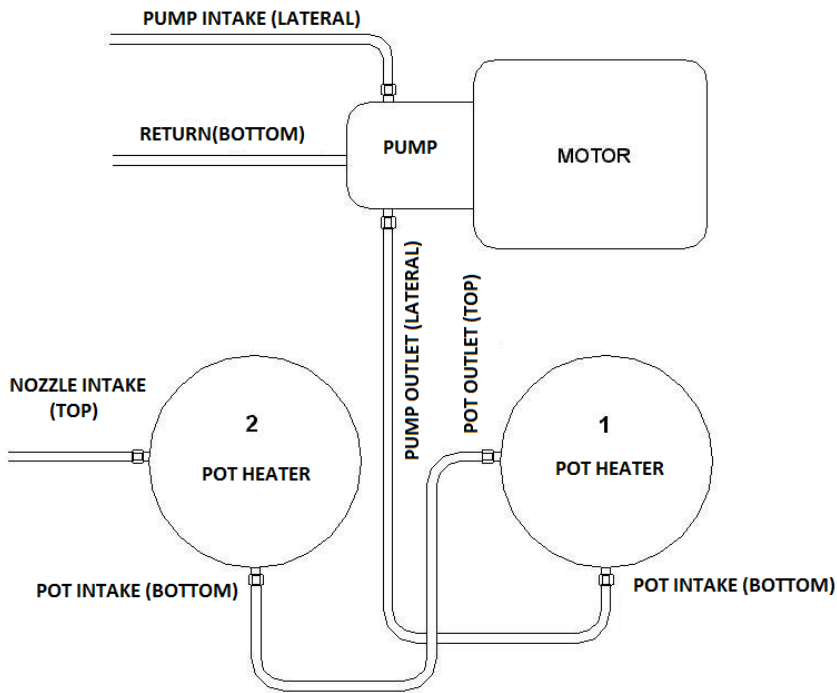 PUMP INTAKE (LATERAL)
RETURN(BOTTOM)
PUMP
MOTOR
PUMP OUTLET (LATERAL)
POT OUTLET (TOP)
NOZZLE INTAKE
(TOP)
2
POT HEATER
1
POT HEATER
POT INTAKE (BOTTOM)
POT INTAKE (BOTTOM)